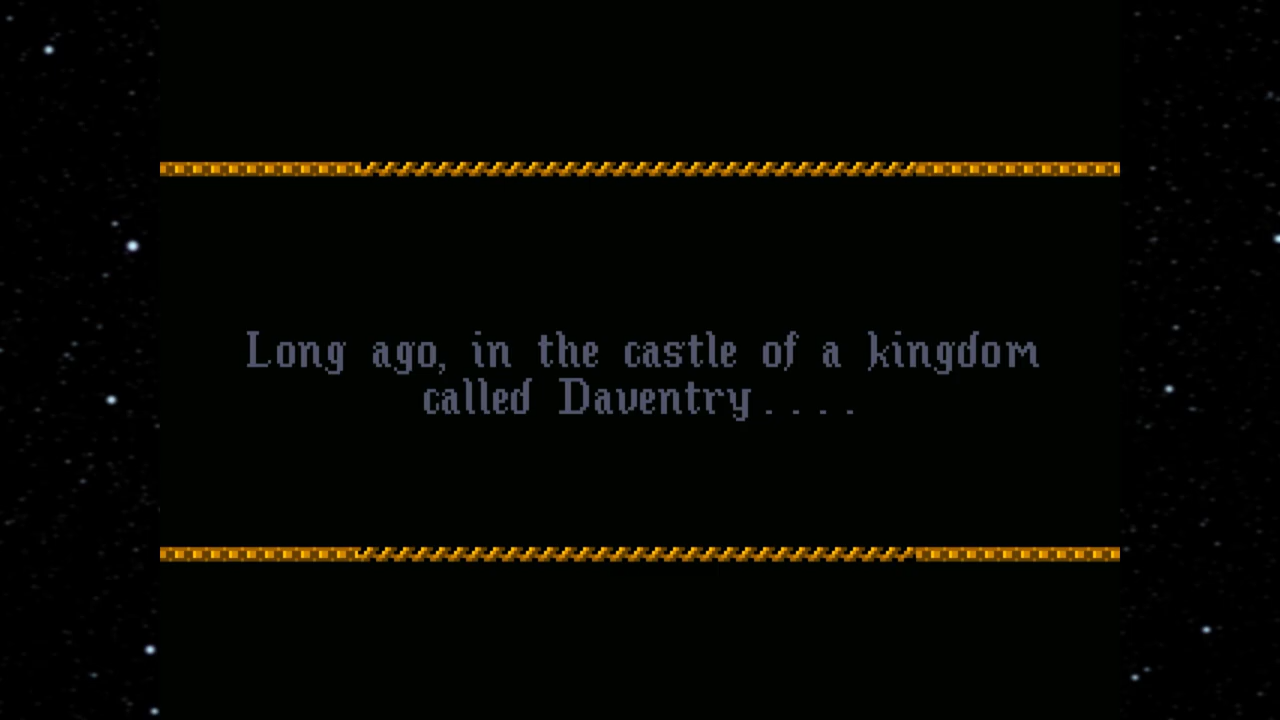 Long ago, in the castle of a kingdom
called Daventry....